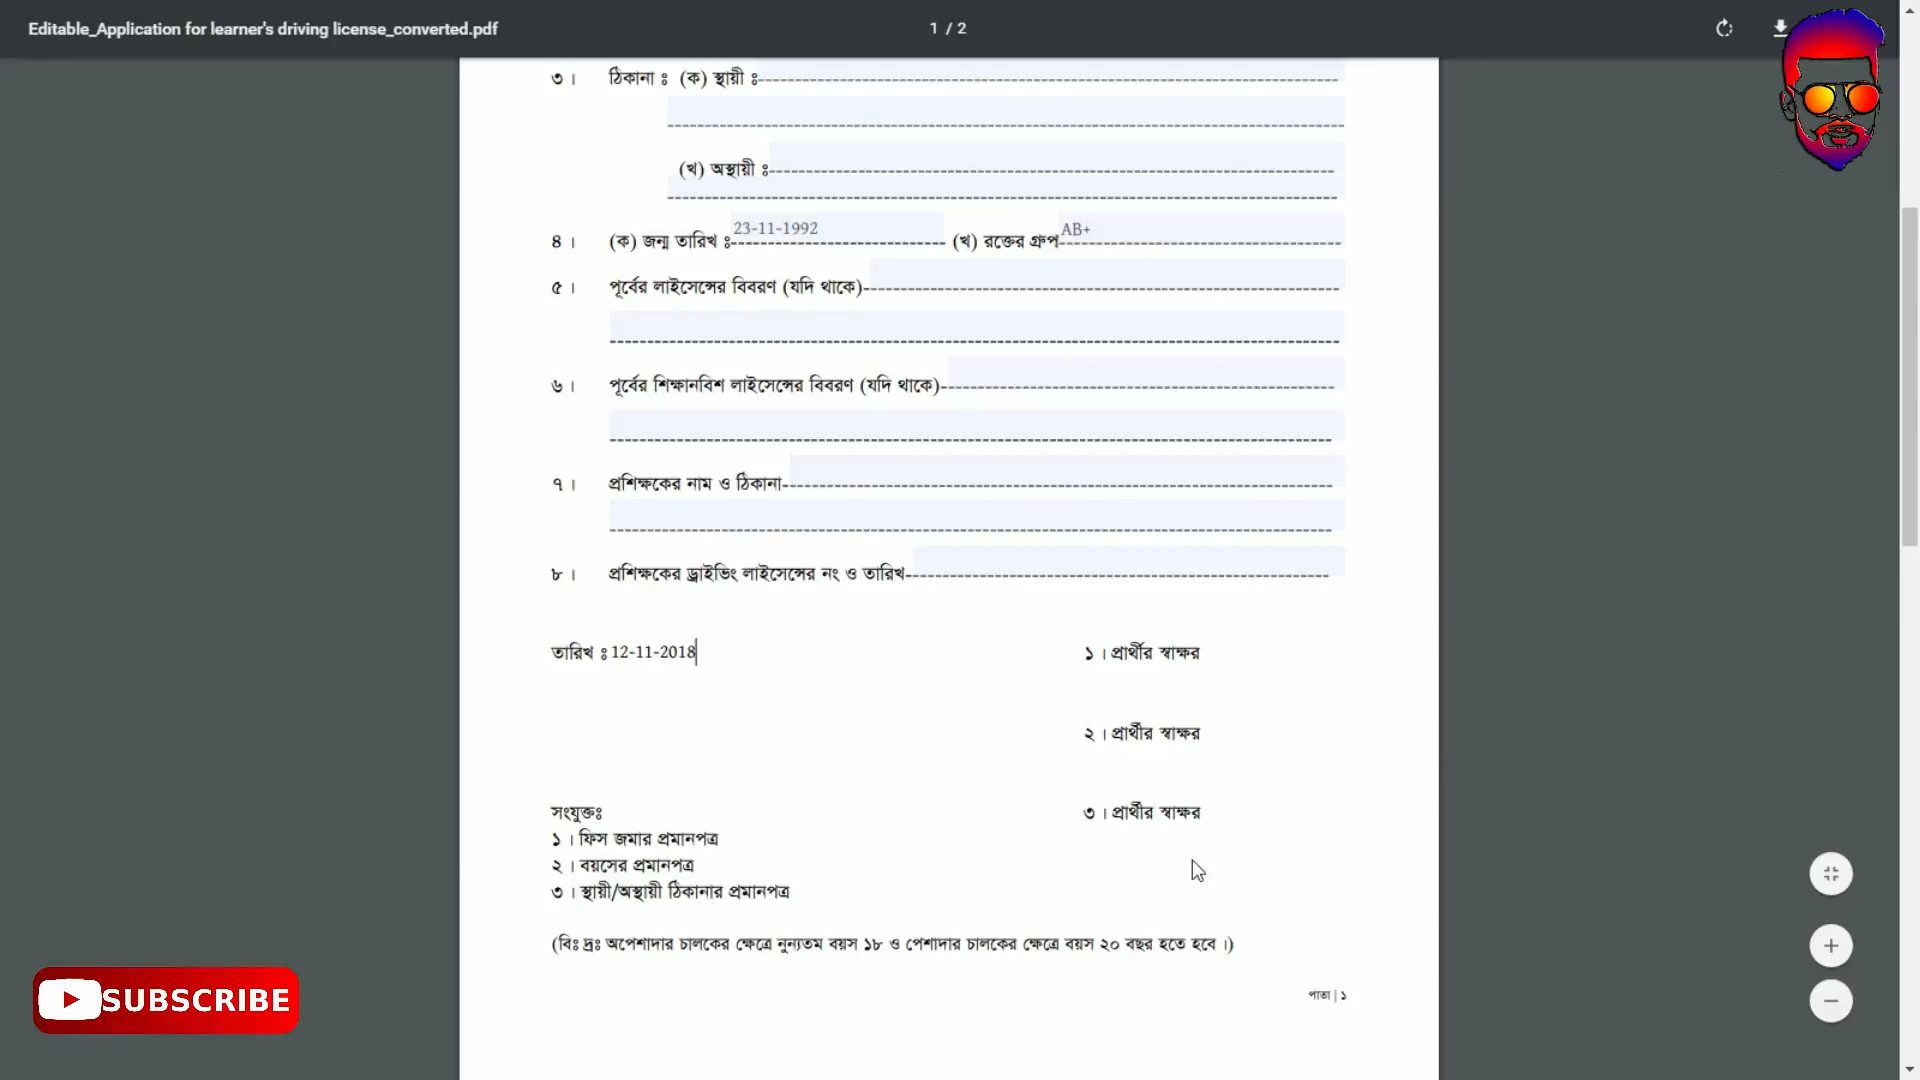 Editable_Application for learner's driving license_converted.pdf
1 / 2
৩। ঠিকানা ঃ (ক) স্থায়ী ঃ
(খ) অস্থায়ী ঃ
৪। (ক) জন্ম তারিখ ঃ 23-11-1992 (খ) রক্তের গ্রুপ AB+
৫। পূর্বের লাইসেন্সের বিবরণ (যদি থাকে)
৬। পূর্বের শিক্ষানবিশ লাইসেন্সের বিবরণ (যদি থাকে)
৭। প্রশিক্ষকের নাম ও ঠিকানা
৮। প্রশিক্ষকের ড্রাইভিং লাইসেন্সের নং ও তারিখ
তারিখ ঃ 12-11-2018 ১। প্রার্থীর স্বাক্ষর
২। প্রার্থীর স্বাক্ষর
সংযুক্তঃ ৩। প্রার্থীর স্বাক্ষর
১। ফিস জমার প্রমানপত্র
২। বয়সের প্রমানপত্র
৩। স্থায়ী/অস্থায়ী ঠিকানার প্রমানপত্র
(বিঃ দ্রঃ অপেশাদার চালকের ক্ষেত্রে নুন্যতম বয়স ১৮ ও পেশাদার চালকের ক্ষেত্রে বয়স ২০ বছর হতে হবে।)
পাতা | ১
SUBSCRIBE